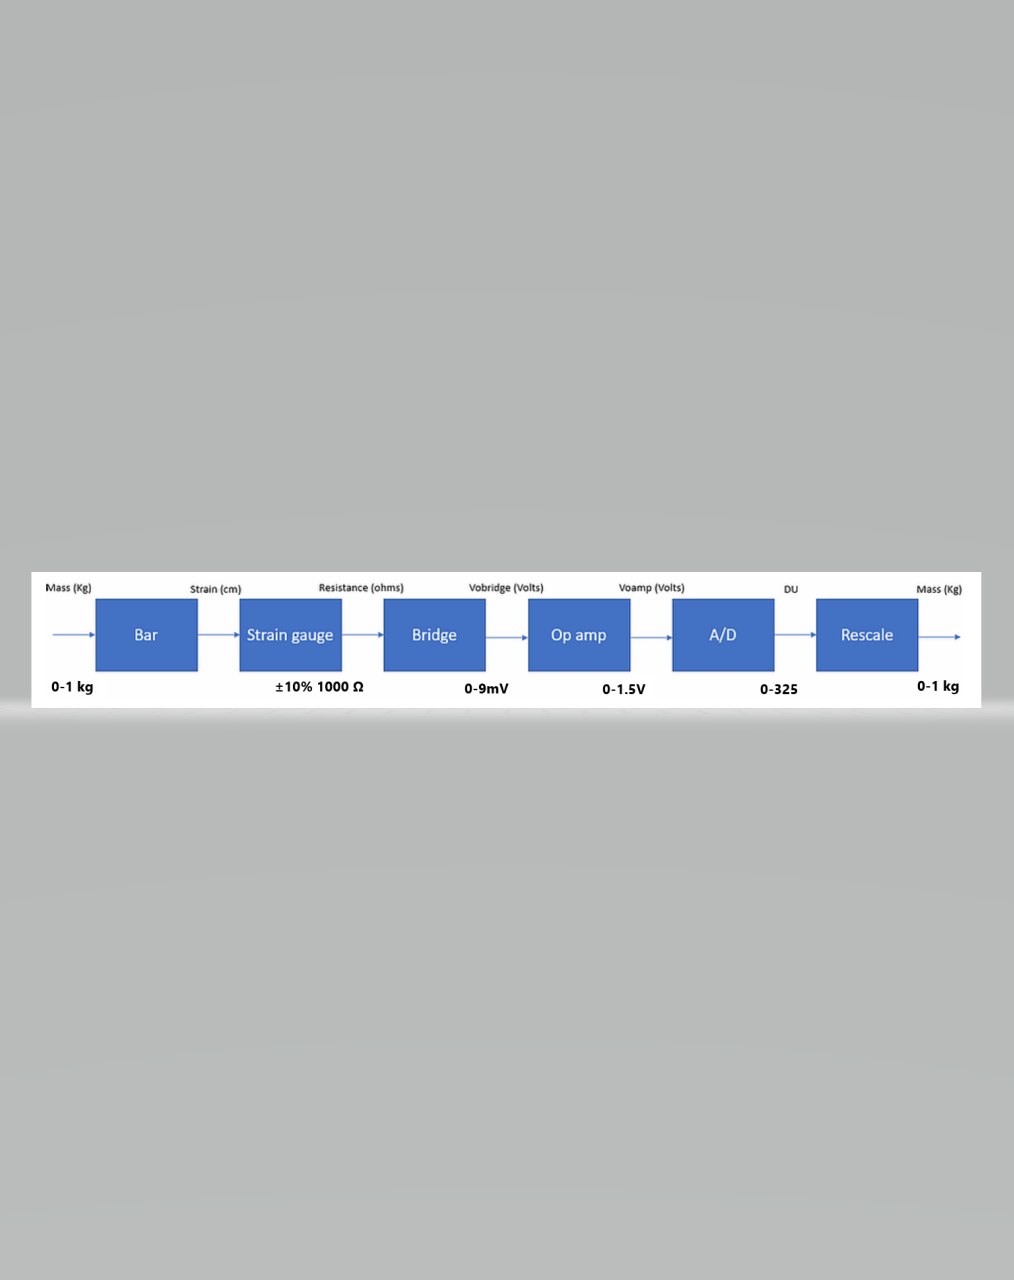 Mass (Kg)
Strain (cm)
Resistance (ohms)
Vobridge (Volts)
Voamp (Volts)
DU
Mass (Kg)
Bar
Strain gauge
Bridge
Op amp
A/D
Rescale
0-1 kg
±10% 1000 Ω
0-9mV
0-1.5V
0-325
0-1 kg